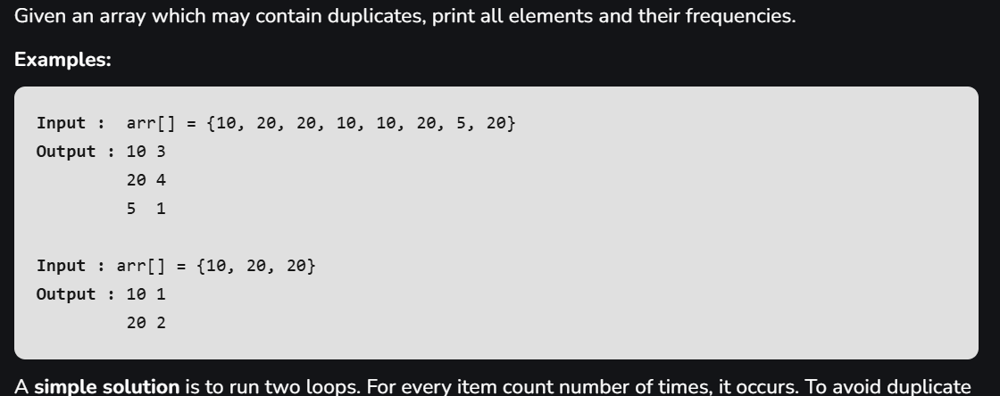 Given an array which may contain duplicates, print all elements and their frequencies.
Examples:
Input :  arr[] = {10, 20, 20, 10, 10, 20, 5, 20}
Output : 10 3
         20 4
         5  1
Input : arr[] = {10, 20, 20}
Output : 10 1
         20 2
A simple solution is to run two loops. For every item count number of times, it occurs. To avoid duplicate